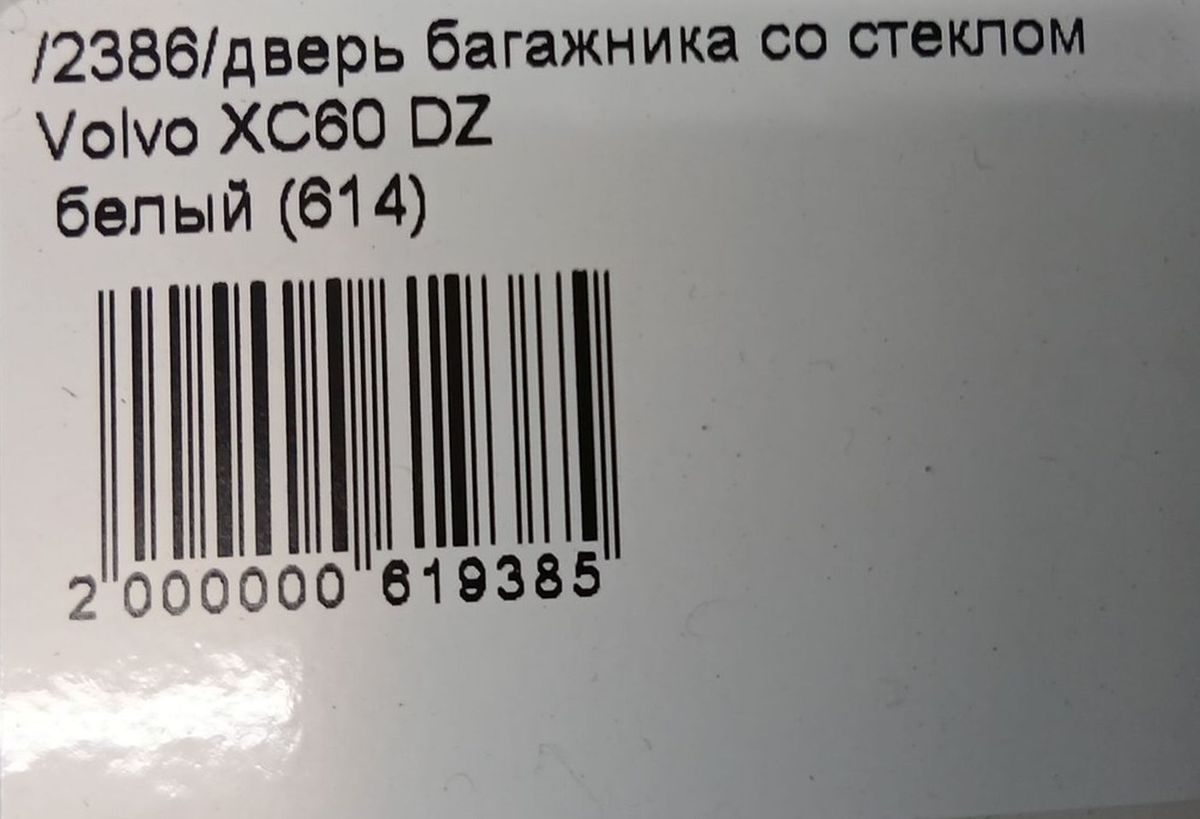 /2386/дверь багажника со стеклом
Volvo XC60 DZ
белый (614)
2 000000 619385